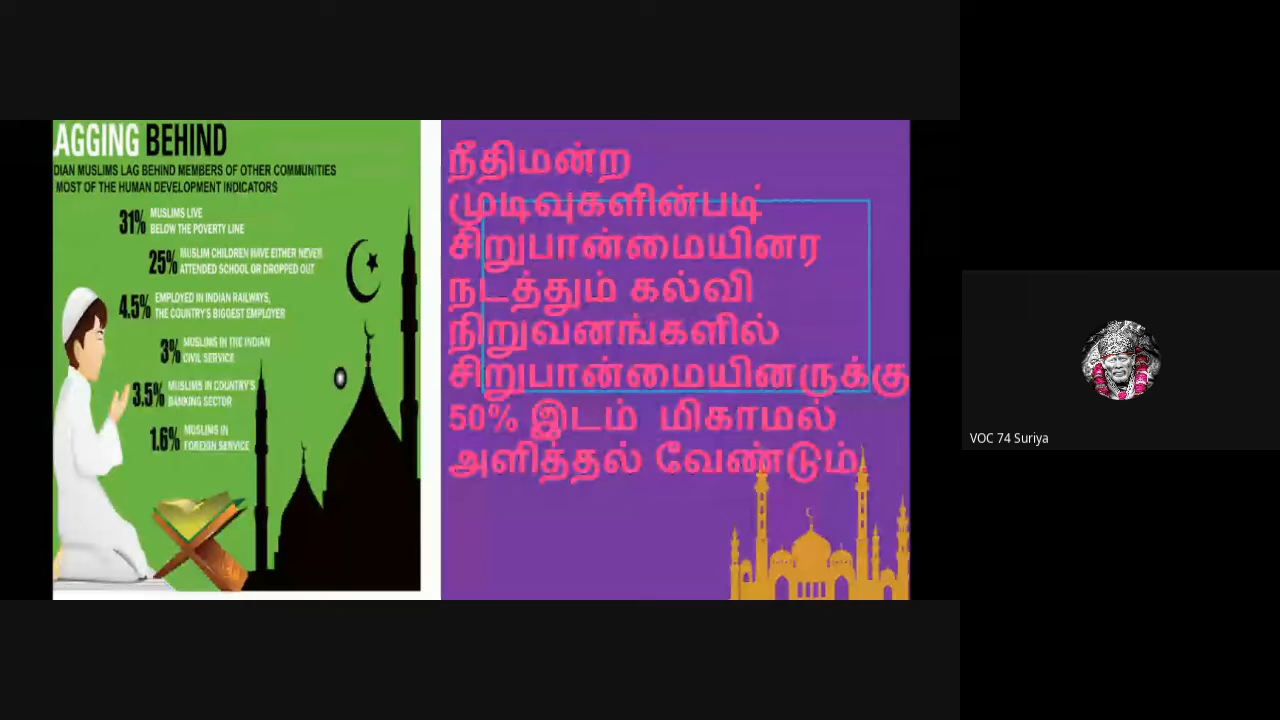 AGGING BEHIND
DIAN MUSLIMS LAG BEHIND MEMBERS OF OTHER COMMUNITIES
MOST OF THE HUMAN DEVELOPMENT INDICATORS
31% MUSLIMS LIVE
BELOW THE POVERTY LINE
25% MUSLIM CHILDREN HAVE EITHER NEVER
ATTENDED SCHOOL OR DROPPED OUT
4.5% EMPLOYED IN INDIAN RAILWAYS,
THE COUNTRY'S BIGGEST EMPLOYER
3% MUSLIMS IN THE INDIAN
CIVIL SERVICE
3.5% MUSLIMS IN COUNTRY'S
BANKING SECTOR
1.6% MUSLIMS IN
FOREIGN SERVICE
நீதிமன்ற
முடிவுகளின்படி
சிறுபான்மையினர
நடத்தும் கல்வி
நிறுவனங்களில்
சிறுபான்மையினருக்கு
50% இடம் மிகாமல்
அளித்தல் வேண்டும்
VOC 74 Suriya